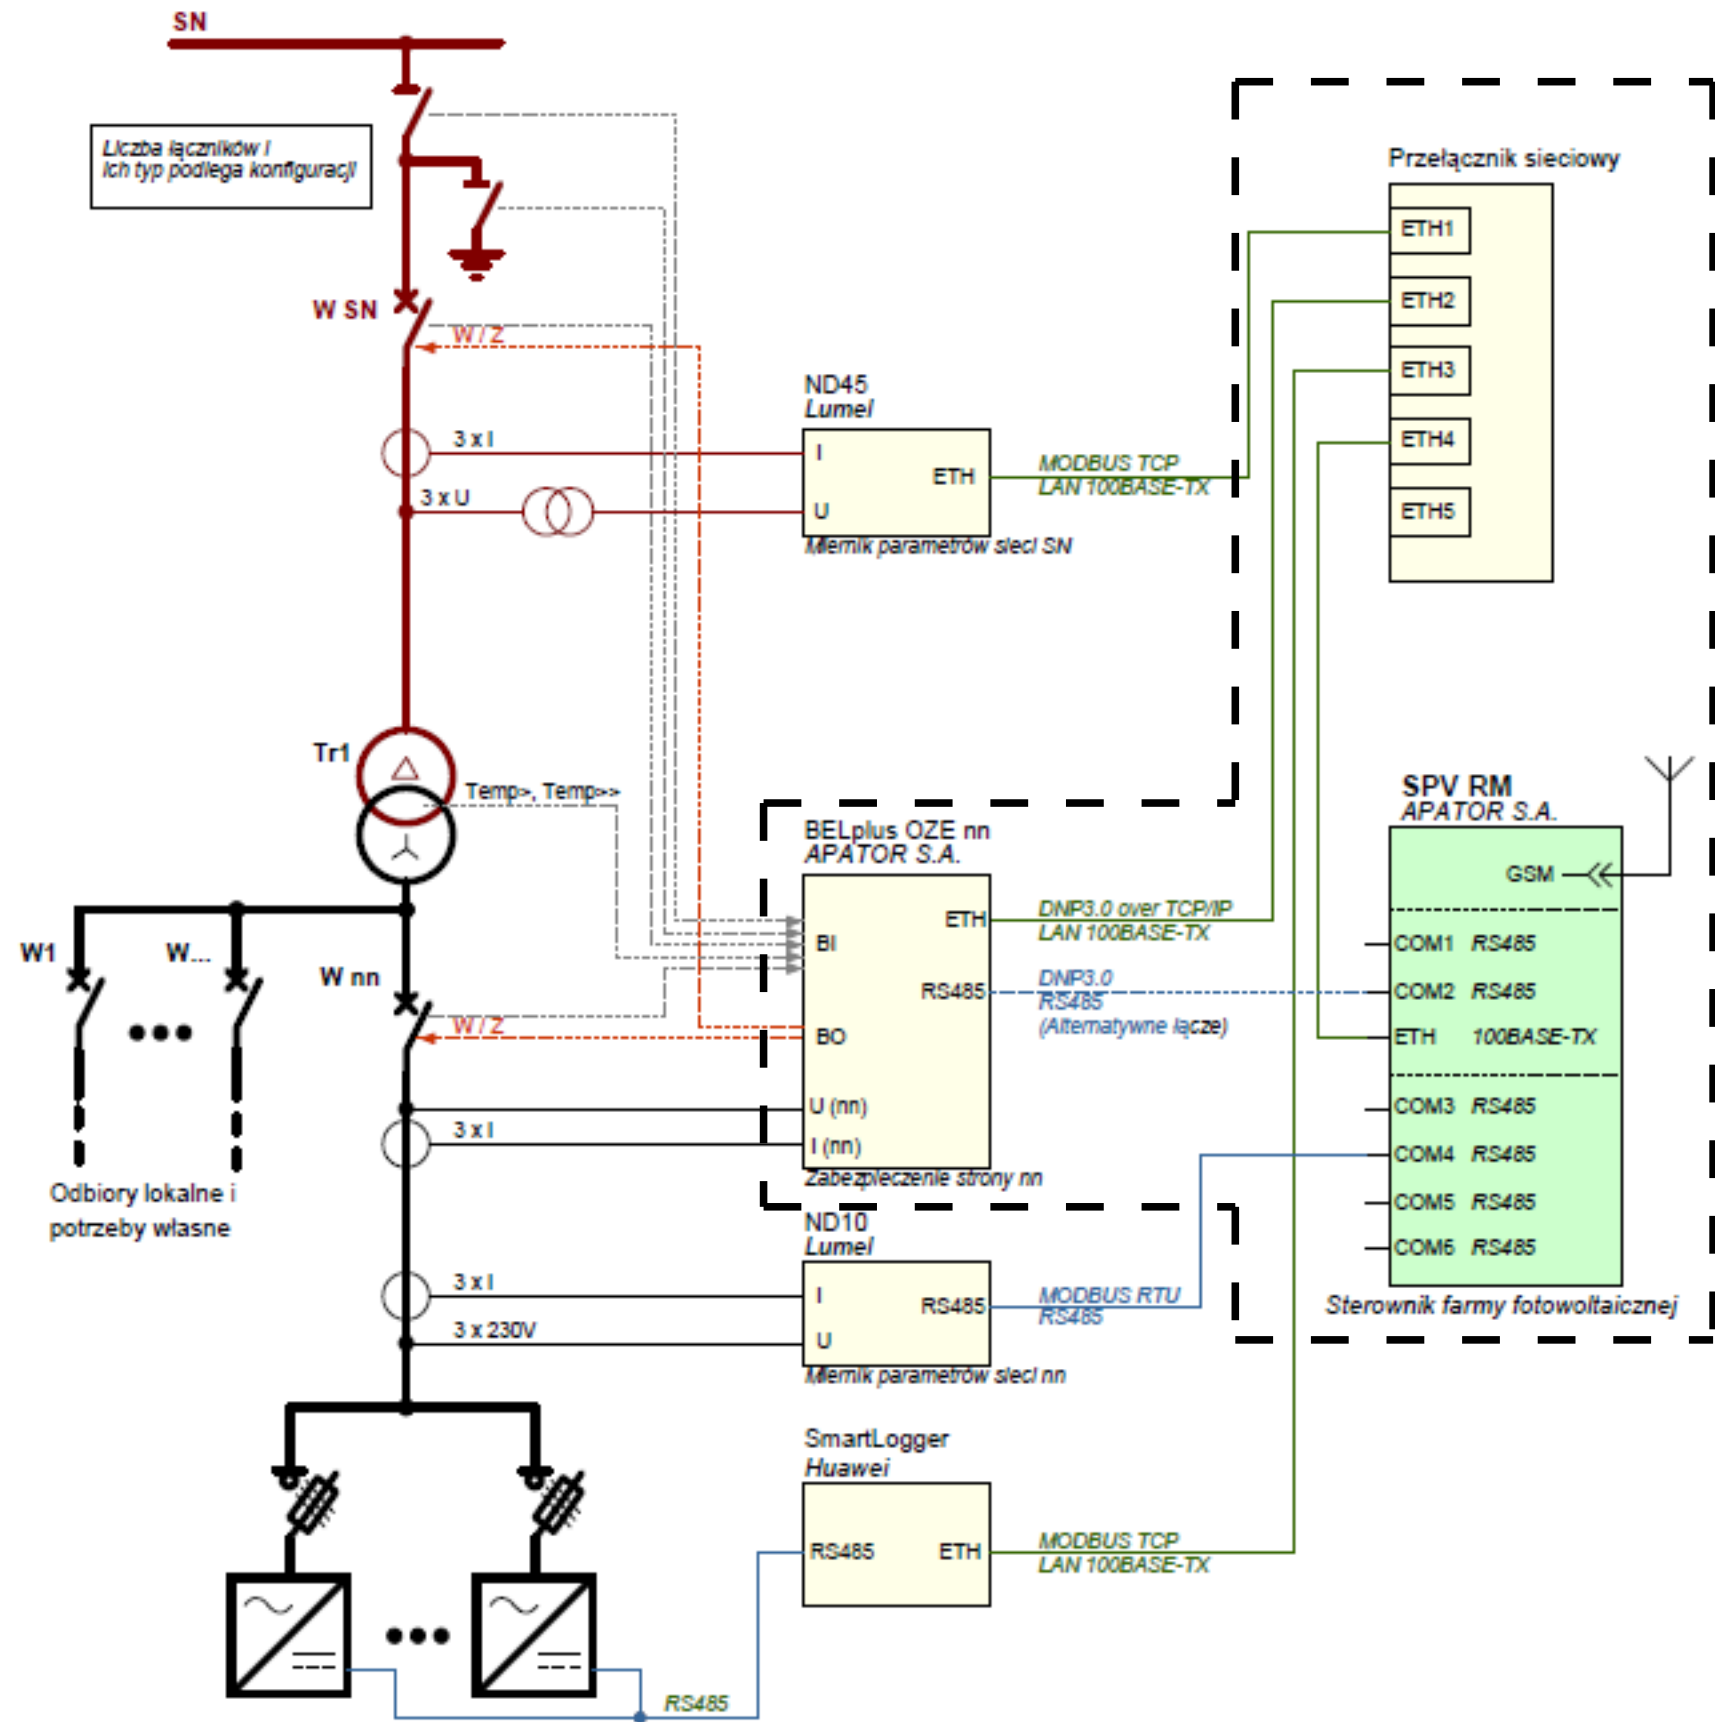 SN
Liczba łączników i
ich typ podlega konfiguracji
W SN
W / Z
3 x I
3 x U
ND45
Lumel
I
ETH
U
Miernik parametrów sieci SN
MODBUS TCP
LAN 100BASE-TX
Przełącznik sieciowy
ETH1
ETH2
ETH3
ETH4
ETH5
Tr1
Temp>, Temp>>
BELplus OZE nn
APATOR S.A.
ETH
BI
RS485
BO
U (nn)
I (nn)
Zabezpieczenie strony nn
DNP3.0 over TCP/IP
LAN 100BASE-TX
DNP3.0
RS485
(Alternatywne łącze)
SPV RM
APATOR S.A.
GSM
COM1 RS485
COM2 RS485
ETH 100BASE-TX
COM3 RS485
COM4 RS485
COM5 RS485
COM6 RS485
Sterownik farmy fotowoltaicznej
W1
W...
W nn
W / Z
3 x I
Odbiory lokalne i
potrzeby własne
3 x I
3 x 230V
ND10
Lumel
I
RS485
U
Miernik parametrów sieci nn
MODBUS RTU
RS485
SmartLogger
Huawei
RS485 ETH
MODBUS TCP
LAN 100BASE-TX
RS485